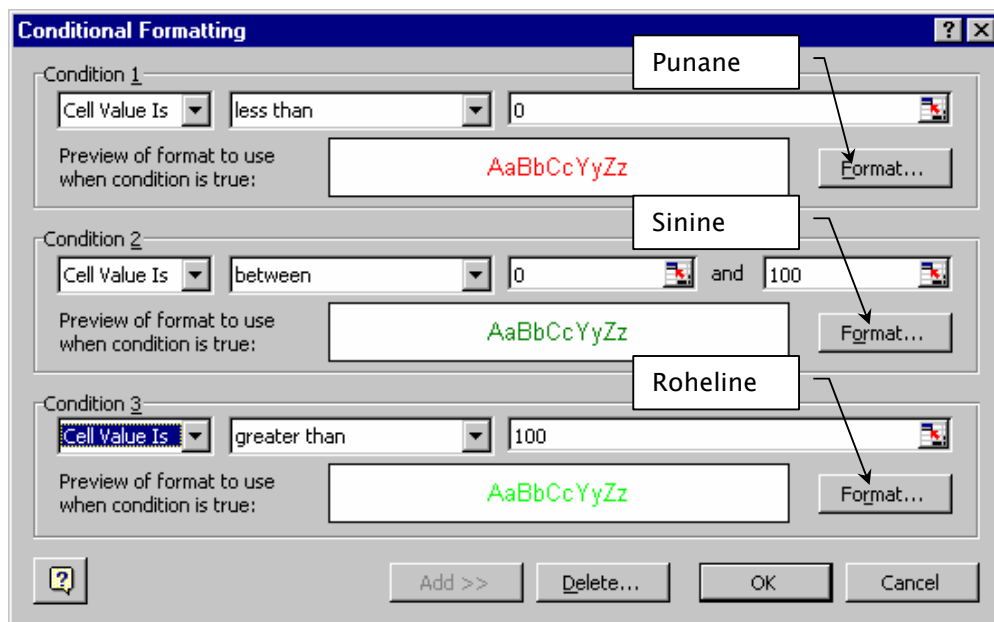 Conditional Formatting
Punane
Condition 1
Cell Value Is less than 0
Preview of format to use
when condition is true:
AaBbCcYyZz
Format...
Sinine
Condition 2
Cell Value Is between 0 and 100
Preview of format to use
when condition is true:
AaBbCcYyZz
Format...
Roheline
Condition 3
Cell Value Is greater than 100
Preview of format to use
when condition is true:
AaBbCcYyZz
Format...
Add >> Delete... OK Cancel